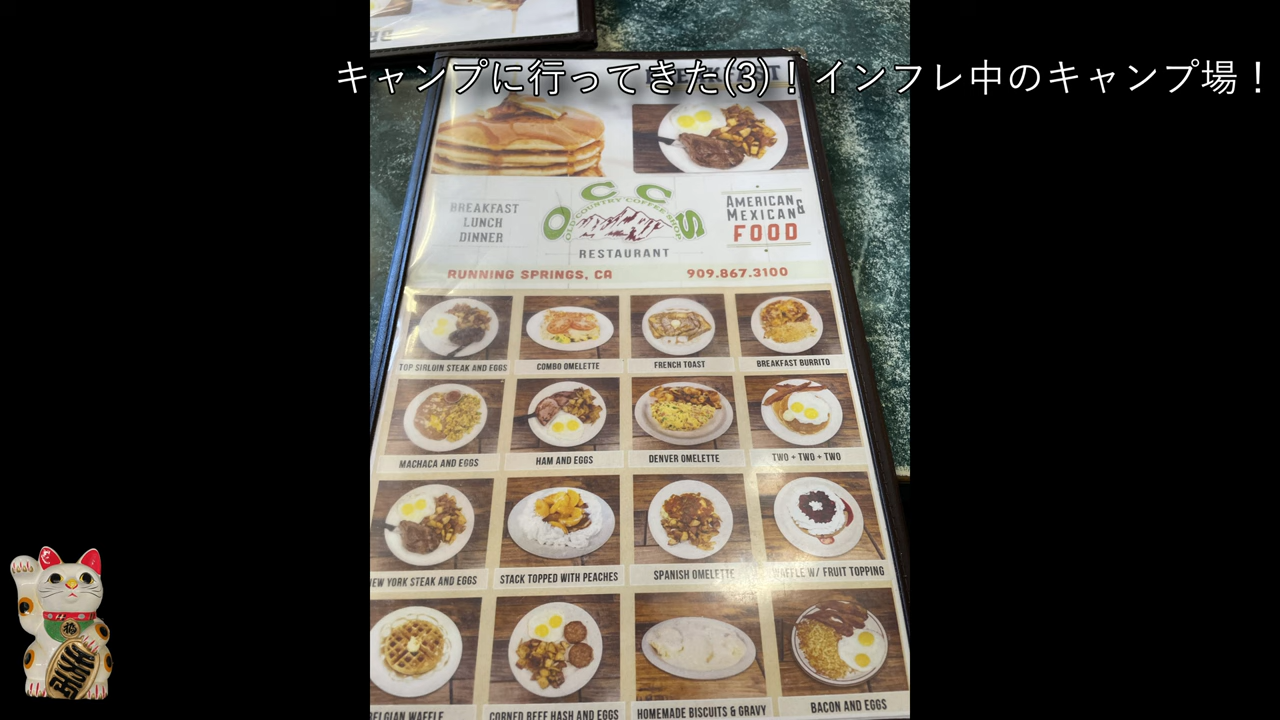 キャンプに行ってきた(3)！インフレ中のキャンプ場！
BREAKFAST
LUNCH
DINNER
OCCS
OLD COUNTRY COFFEE SHOP
RESTAURANT
AMERICAN &
MEXICAN
FOOD
RUNNING SPRINGS, CA
909.867.3100
TOP SIRLOIN STEAK AND EGGS
COMBO OMELETTE
FRENCH TOAST
BREAKFAST BURRITO
MACHACA AND EGGS
HAM AND EGGS
DENVER OMELETTE
TWO + TWO + TWO
NEW YORK STEAK AND EGGS
STACK TOPPED WITH PEACHES
SPANISH OMELETTE
WAFFLE W/ FRUIT TOPPING
BELGIAN WAFFLE
CORNED BEEF HASH AND EGGS
HOMEMADE BISCUITS & GRAVY
BACON AND EGGS